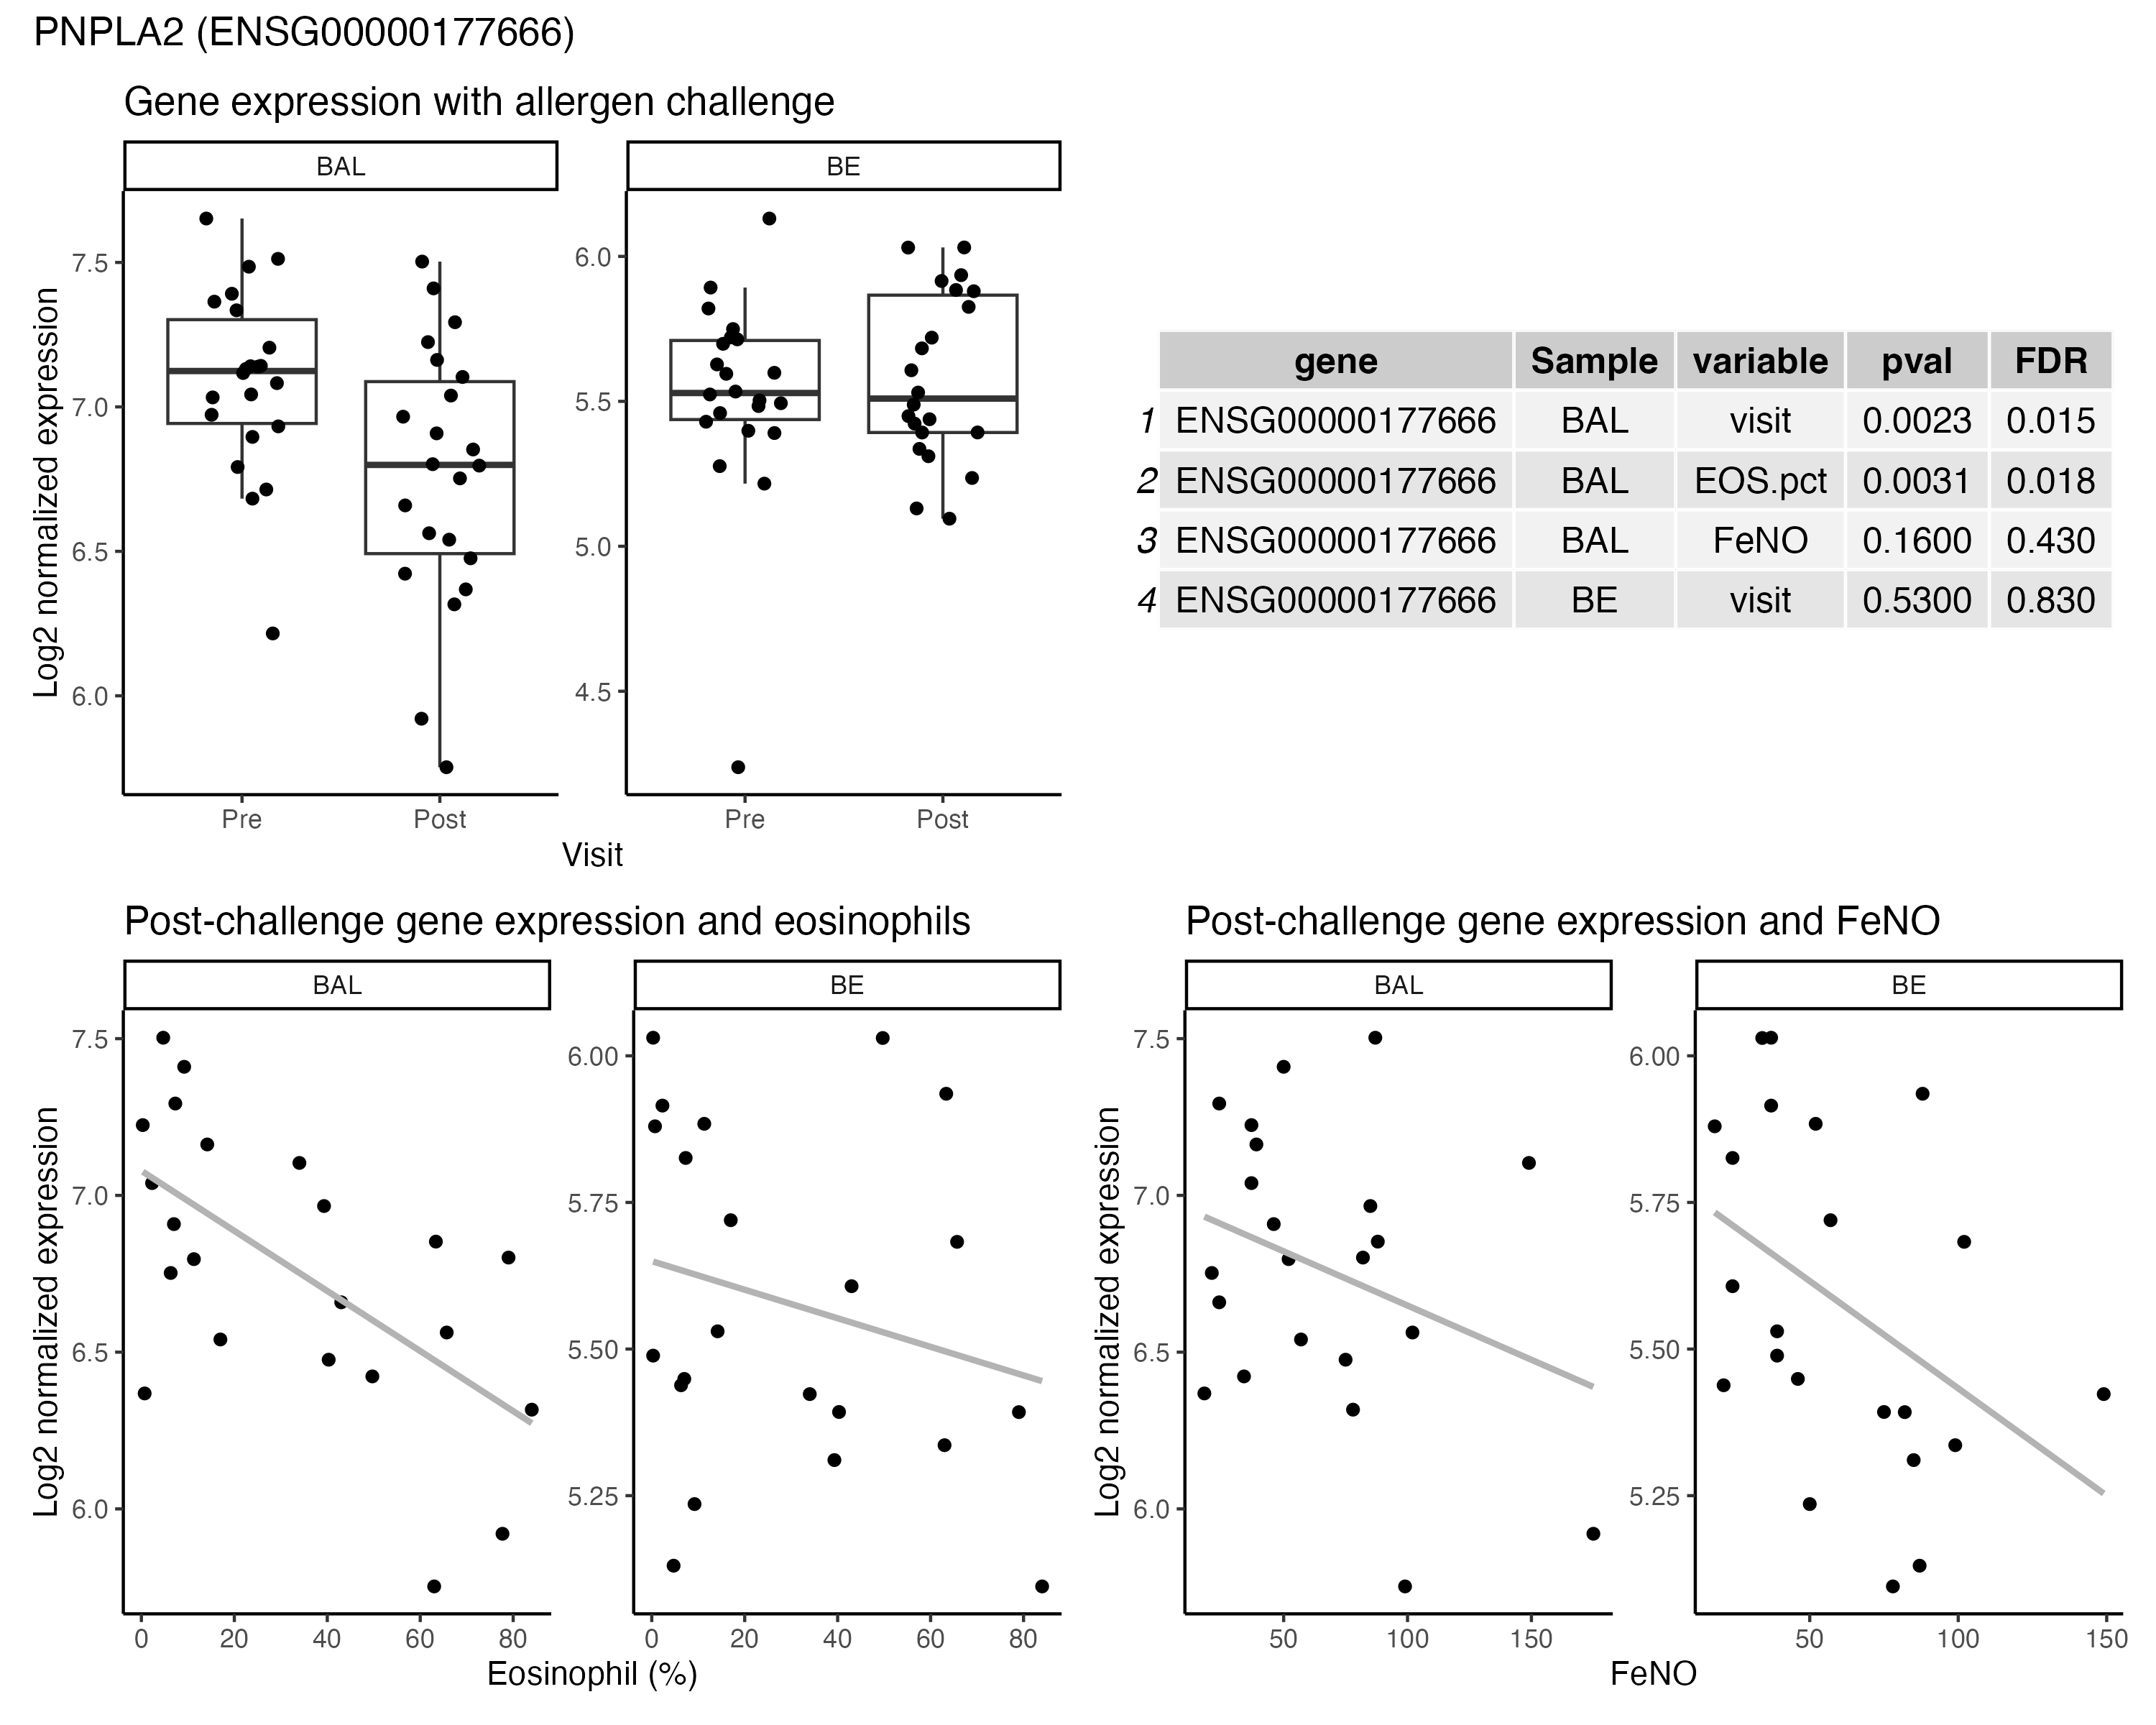 PNPLA2 (ENSG00000177666)
Gene expression with allergen challenge
BAL
BE
Log2 normalized expression
7.5
7.0
6.5
6.0
6.0
5.5
5.0
4.5
Pre
Post
Pre
Post
Visit
gene Sample variable pval FDR
1 ENSG00000177666 BAL visit 0.0023 0.015
2 ENSG00000177666 BAL EOS.pct 0.0031 0.018
3 ENSG00000177666 BAL FeNO 0.1600 0.430
4 ENSG00000177666 BE visit 0.5300 0.830
Post-challenge gene expression and eosinophils
BAL
BE
Log2 normalized expression
7.5
7.0
6.5
6.0
6.00
5.75
5.50
5.25
0 20 40 60 80
0 20 40 60 80
Eosinophil (%)
Post-challenge gene expression and FeNO
BAL
BE
Log2 normalized expression
7.5
7.0
6.5
6.0
6.00
5.75
5.50
5.25
50 100 150
50 100 150
FeNO